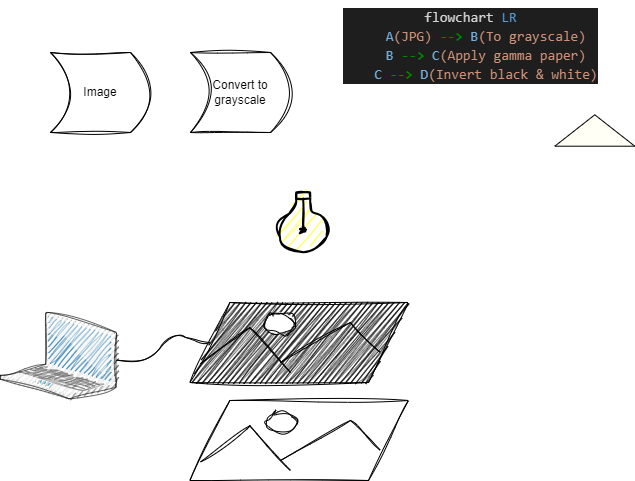 flowchart LR
A(JPG) --> B(To grayscale)
B --> C(Apply gamma paper)
C --> D(Invert black & white)
Image
Convert to
grayscale